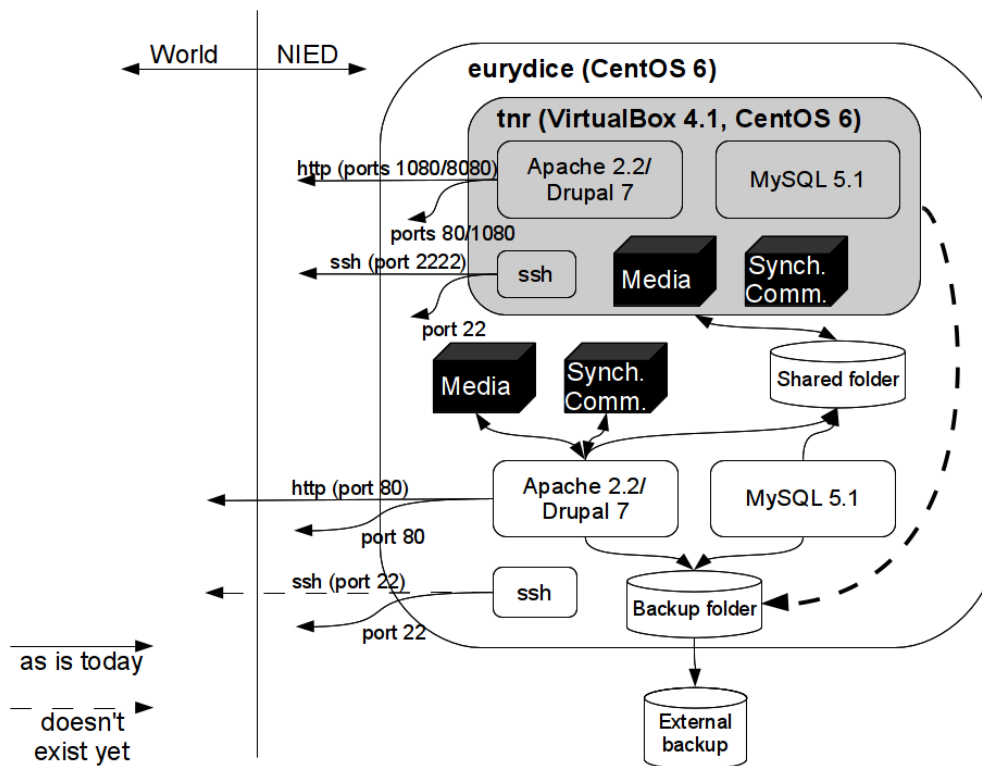 World
NIED
eurydice (CentOS 6)
tnr (VirtualBox 4.1, CentOS 6)
http (ports 1080/8080)
Apache 2.2/
Drupal 7
MySQL 5.1
ports 80/1080
ssh (port 2222)
ssh
Media
Synch.
Comm.
port 22
Media
Synch.
Comm.
Shared folder
http (port 80)
Apache 2.2/
Drupal 7
MySQL 5.1
port 80
ssh (port 22)
ssh
Backup folder
port 22
as is today
doesn't
exist yet
External
backup